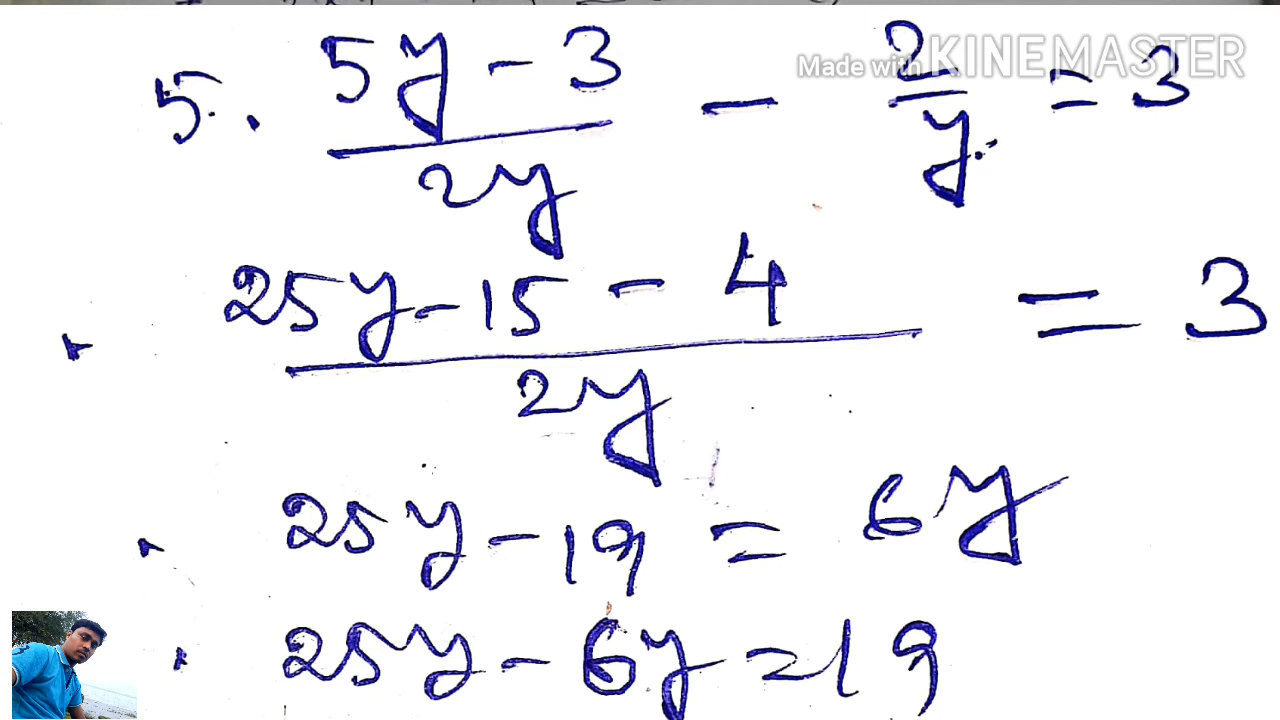 Made with KINEMASTER
5. (5y - 3)/(2y) - 2/y = 3
(25y - 15 - 4)/(2y) = 3
25y - 19 = 6y
25y - 6y = 19